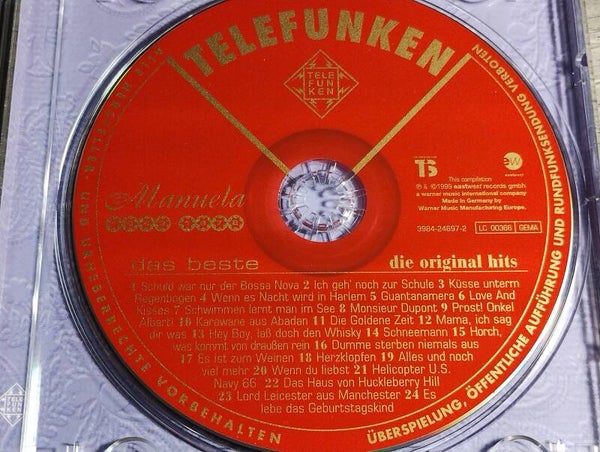 TELEFUNKEN
TELE
FUN
KEN
ALLE HERSTELLER- UND URHEBERRECHTE VORBEHALTEN
ÜBERSPIELUNG, ÖFFENTLICHE AUFFÜHRUNG UND RUNDFUNKSENDUNG VERBOTEN
Manuela
das beste
die original hits
This compilation
℗ & ©1999 eastwest records gmbh
a warner music international company
Made in Germany by
Warner Music Manufacturing Europe.
3984-24697-2 LC 00366 GEMA
eastwest
1 Schuld war nur der Bossa Nova 2 Ich geh' noch zur Schule 3 Küsse unterm
Regenbogen 4 Wenn es Nacht wird in Harlem 5 Guantanamera 6 Love And
Kisses 7 Schwimmen lernt man im See 8 Monsieur Dupont 9 Prost! Onkel
Albert 10 Karawane aus Abadan 11 Die Goldene Zeit 12 Mama, ich sag
dir was 13 Hey Boy, laß doch den Whisky 14 Schneemann 15 Horch,
was kommt von draußen rein 16 Dumme sterben niemals aus
17 Es ist zum Weinen 18 Herzklopfen 19 Alles und noch
viel mehr 20 Wenn du liebst 21 Helicopter U.S.
Navy 66 22 Das Haus von Huckleberry Hill
23 Lord Leicester aus Manchester 24 Es
lebe das Geburtstagskind
TELE
FUN
KEN